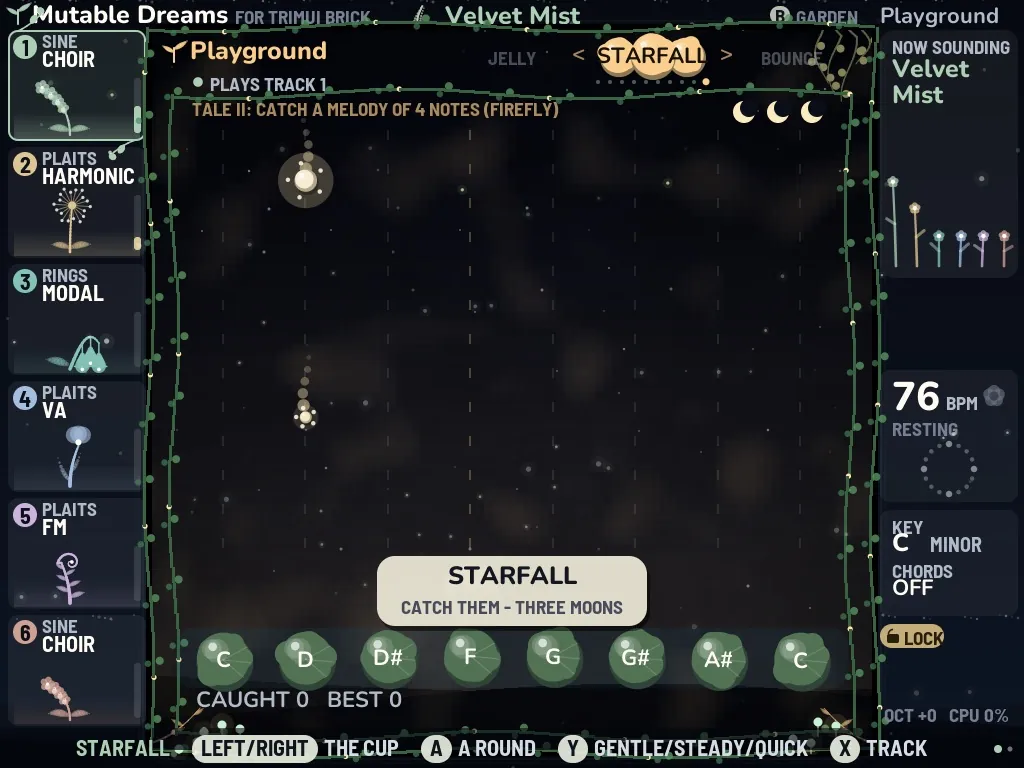 Mutable Dreams FOR TRIMUI BRICK
Velvet Mist
B GARDEN
Playground
1 SINE
CHOIR
2 PLAITS
HARMONIC
3 RINGS
MODAL
4 PLAITS
VA
5 PLAITS
FM
6 SINE
CHOIR
Playground
JELLY < STARFALL > BOUNCE
PLAYS TRACK 1
TALE II: CATCH A MELODY OF 4 NOTES (FIREFLY)
STARFALL
CATCH THEM - THREE MOONS
C D D# F G G# A# C
CAUGHT 0 BEST 0
NOW SOUNDING
Velvet
Mist
76 BPM
RESTING
KEY
C MINOR
CHORDS
OFF
LOCK
OCT +0 CPU 0%
STARFALL LEFT/RIGHT THE CUP A A ROUND Y GENTLE/STEADY/QUICK X TRACK